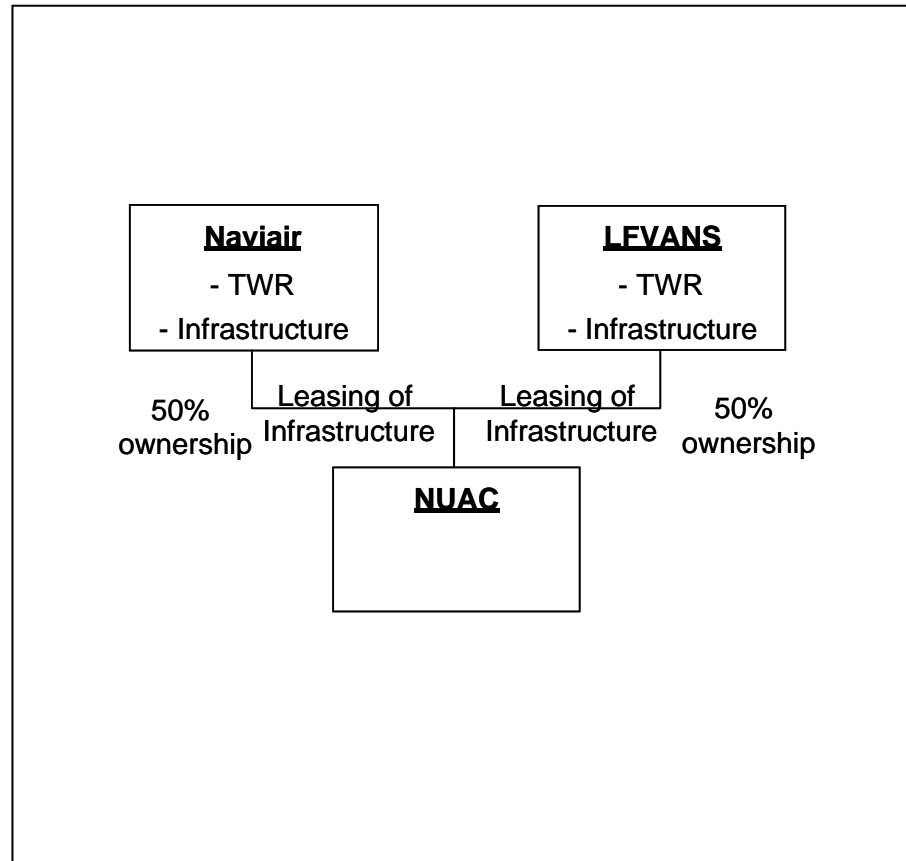 Naviair
- TWR
- Infrastructure
LFVANS
- TWR
- Infrastructure
50%
ownership
Leasing of
Infrastructure
Leasing of
Infrastructure
50%
ownership
NUAC